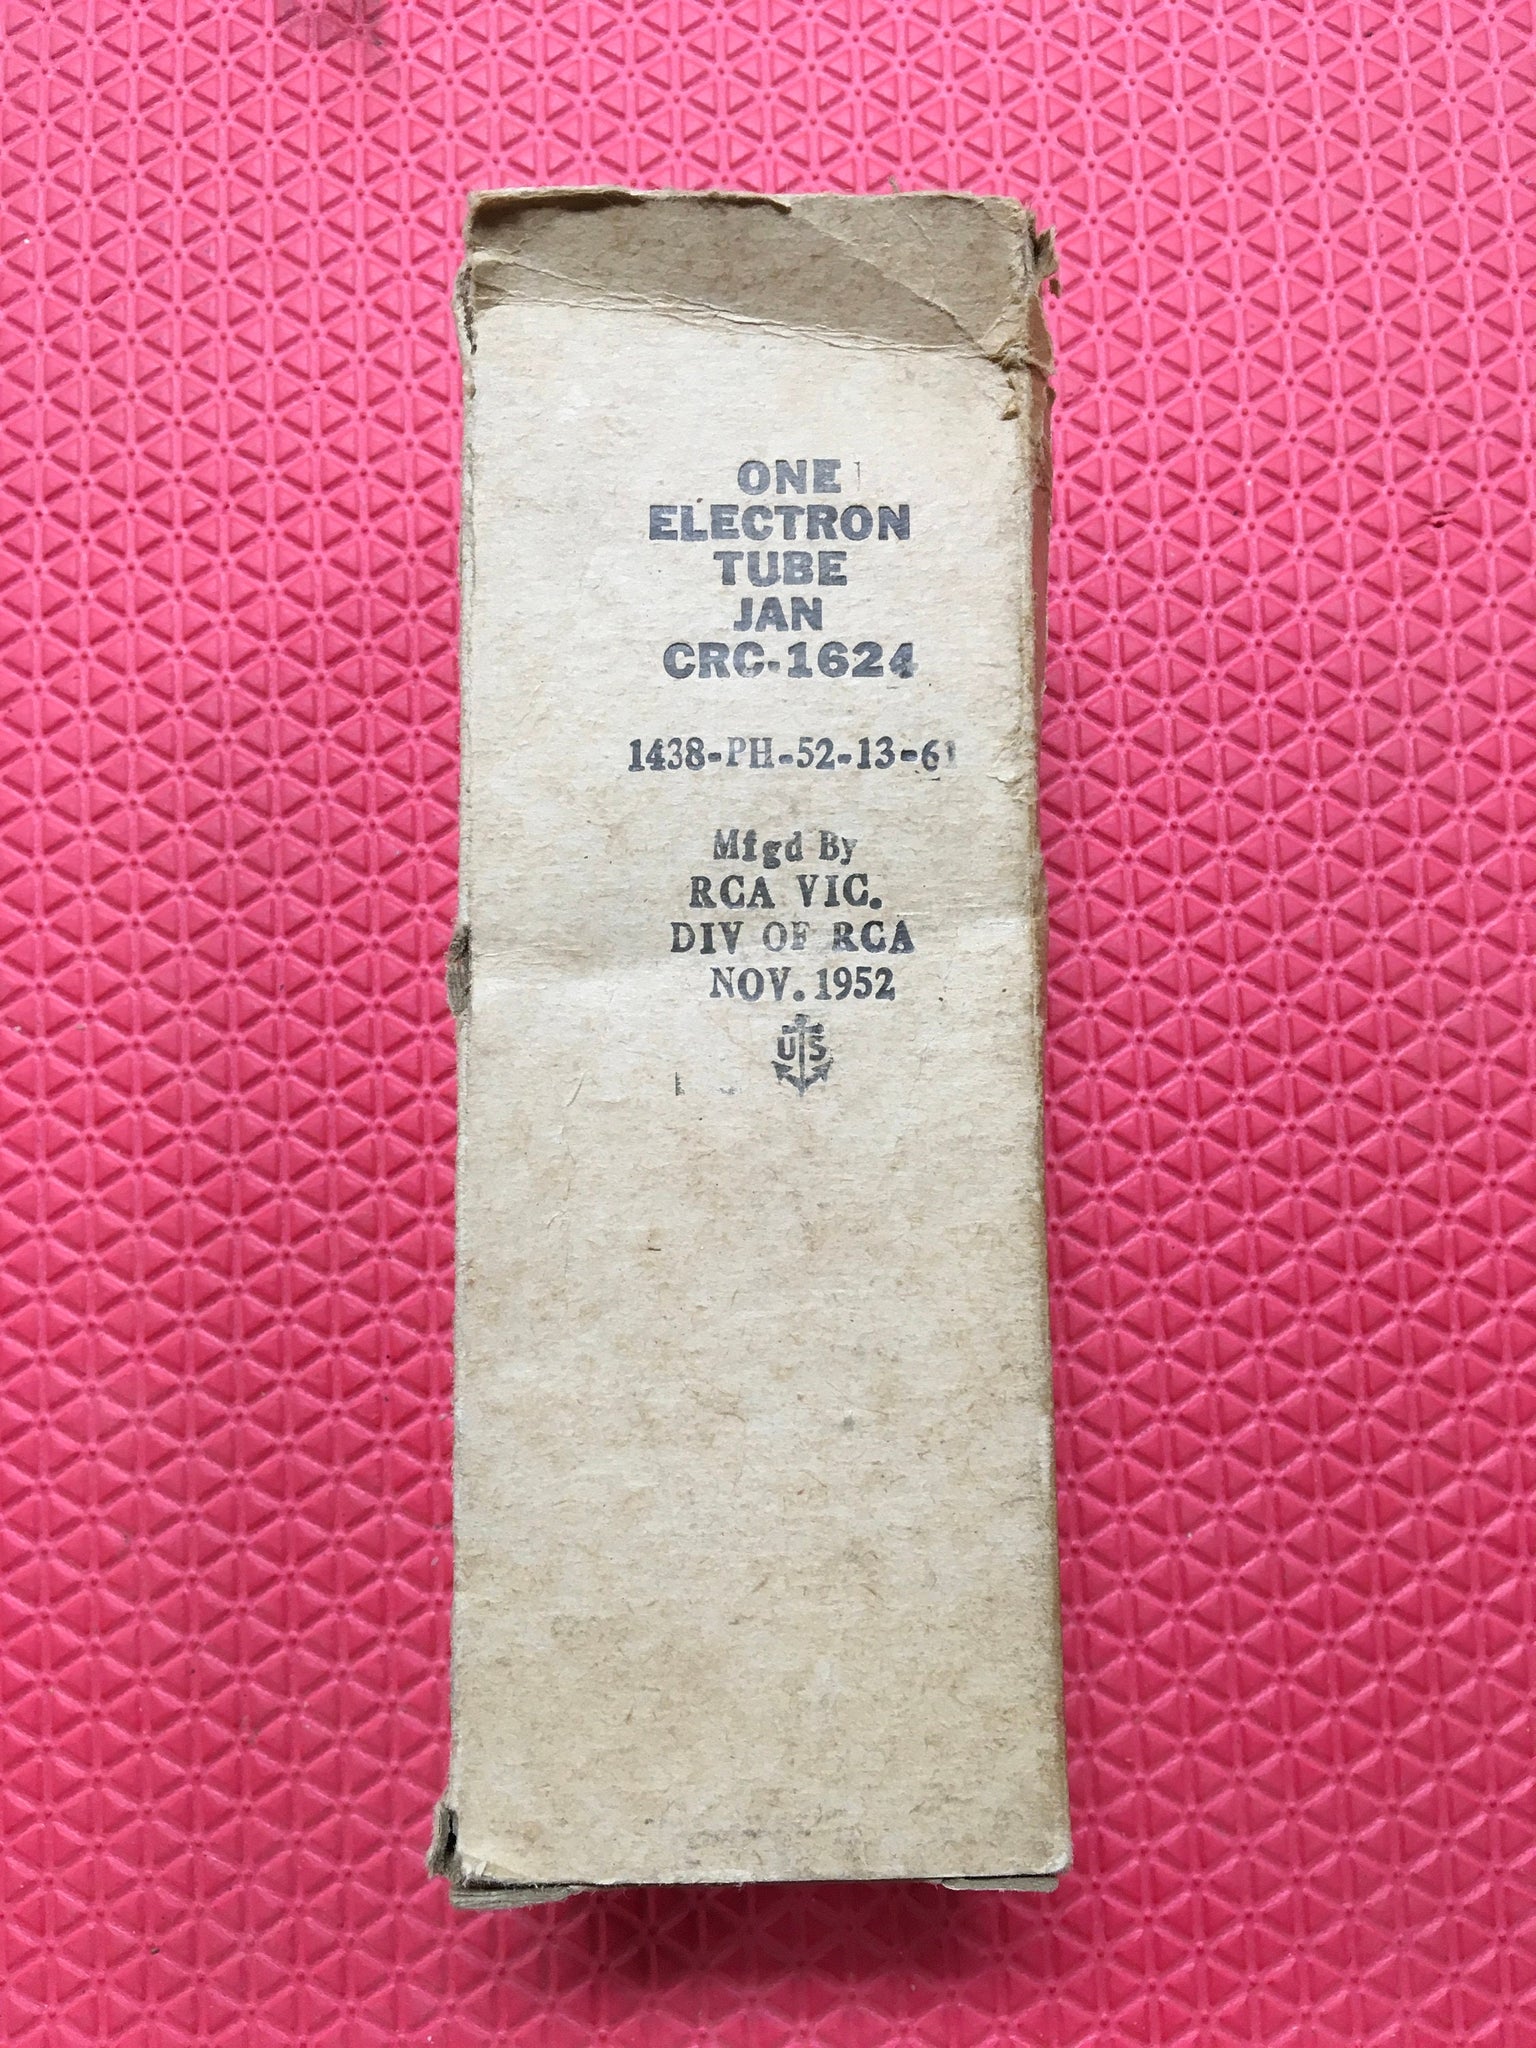 ONE
ELECTRON
TUBE
JAN
CRC-1624
1438-PH-52-13-61
Mfgd By
RCA VIC.
DIV OF RCA
NOV. 1952
US